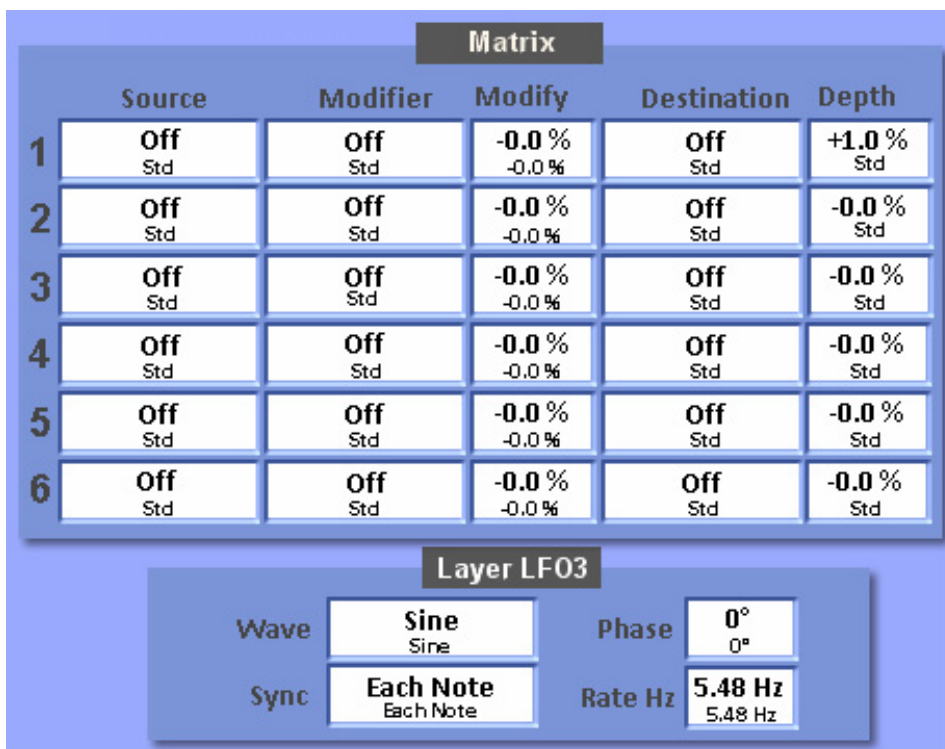 Matrix
Source Modifier Modify Destination Depth
1 Off Off -0.0 % Off +1.0 %
Std Std -0.0 % Std Std
2 Off Off -0.0 % Off -0.0 %
Std Std -0.0 % Std Std
3 Off Off -0.0 % Off -0.0 %
Std Std -0.0 % Std Std
4 Off Off -0.0 % Off -0.0 %
Std Std -0.0 % Std Std
5 Off Off -0.0 % Off -0.0 %
Std Std -0.0 % Std Std
6 Off Off -0.0 % Off -0.0 %
Std Std -0.0 % Std Std
Layer LFO3
Wave Sine Phase 0°
Sine 0°
Sync Each Note Rate Hz 5.48 Hz
Each Note 5.48 Hz